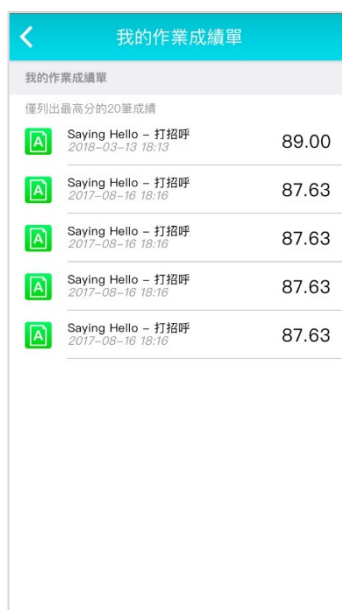 我的作業成績單
我的作業成績單
僅列出最高分的20筆成績
A
Saying Hello – 打招呼
89.00
2018–03–13 18:13
A
Saying Hello – 打招呼
87.63
2017–08–16 18:16
A
Saying Hello – 打招呼
87.63
2017–08–16 18:16
A
Saying Hello – 打招呼
87.63
2017–08–16 18:16
A
Saying Hello – 打招呼
87.63
2017–08–16 18:16